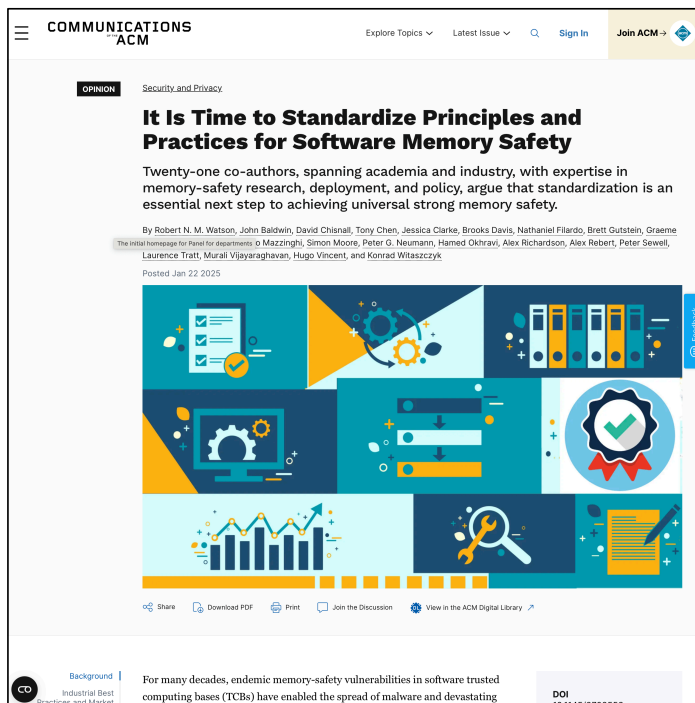 COMMUNICATIONS
OF THE
ACM
Explore Topics
Latest Issue
Sign In
Join ACM→
acm
OPINION
Security and Privacy
It Is Time to Standardize Principles and
Practices for Software Memory Safety
Twenty-one co-authors, spanning academia and industry, with expertise in
memory-safety research, deployment, and policy, argue that standardization is an
essential next step to achieving universal strong memory safety.
By Robert N. M. Watson, John Baldwin, David Chisnall, Tony Chen, Jessica Clarke, Brooks Davis, Nathaniel Filardo, Brett Gutstein, Graeme
The initial homepage for Panel for departments
o Mazzinghi, Simon Moore, Peter G. Neumann, Hamed Okhravi, Alex Richardson, Alex Rebert, Peter Sewell,
Laurence Tratt, Murali Vijayaraghavan, Hugo Vincent, and Konrad Witaszczyk
Posted Jan 22 2025
Feedback
Share
Download PDF
Print
Join the Discussion
DL
View in the ACM Digital Library ↗
Background
Industrial Best
Practices and Market
For many decades, endemic memory-safety vulnerabilities in software trusted
computing bases (TCBs) have enabled the spread of malware and devastating
DOI